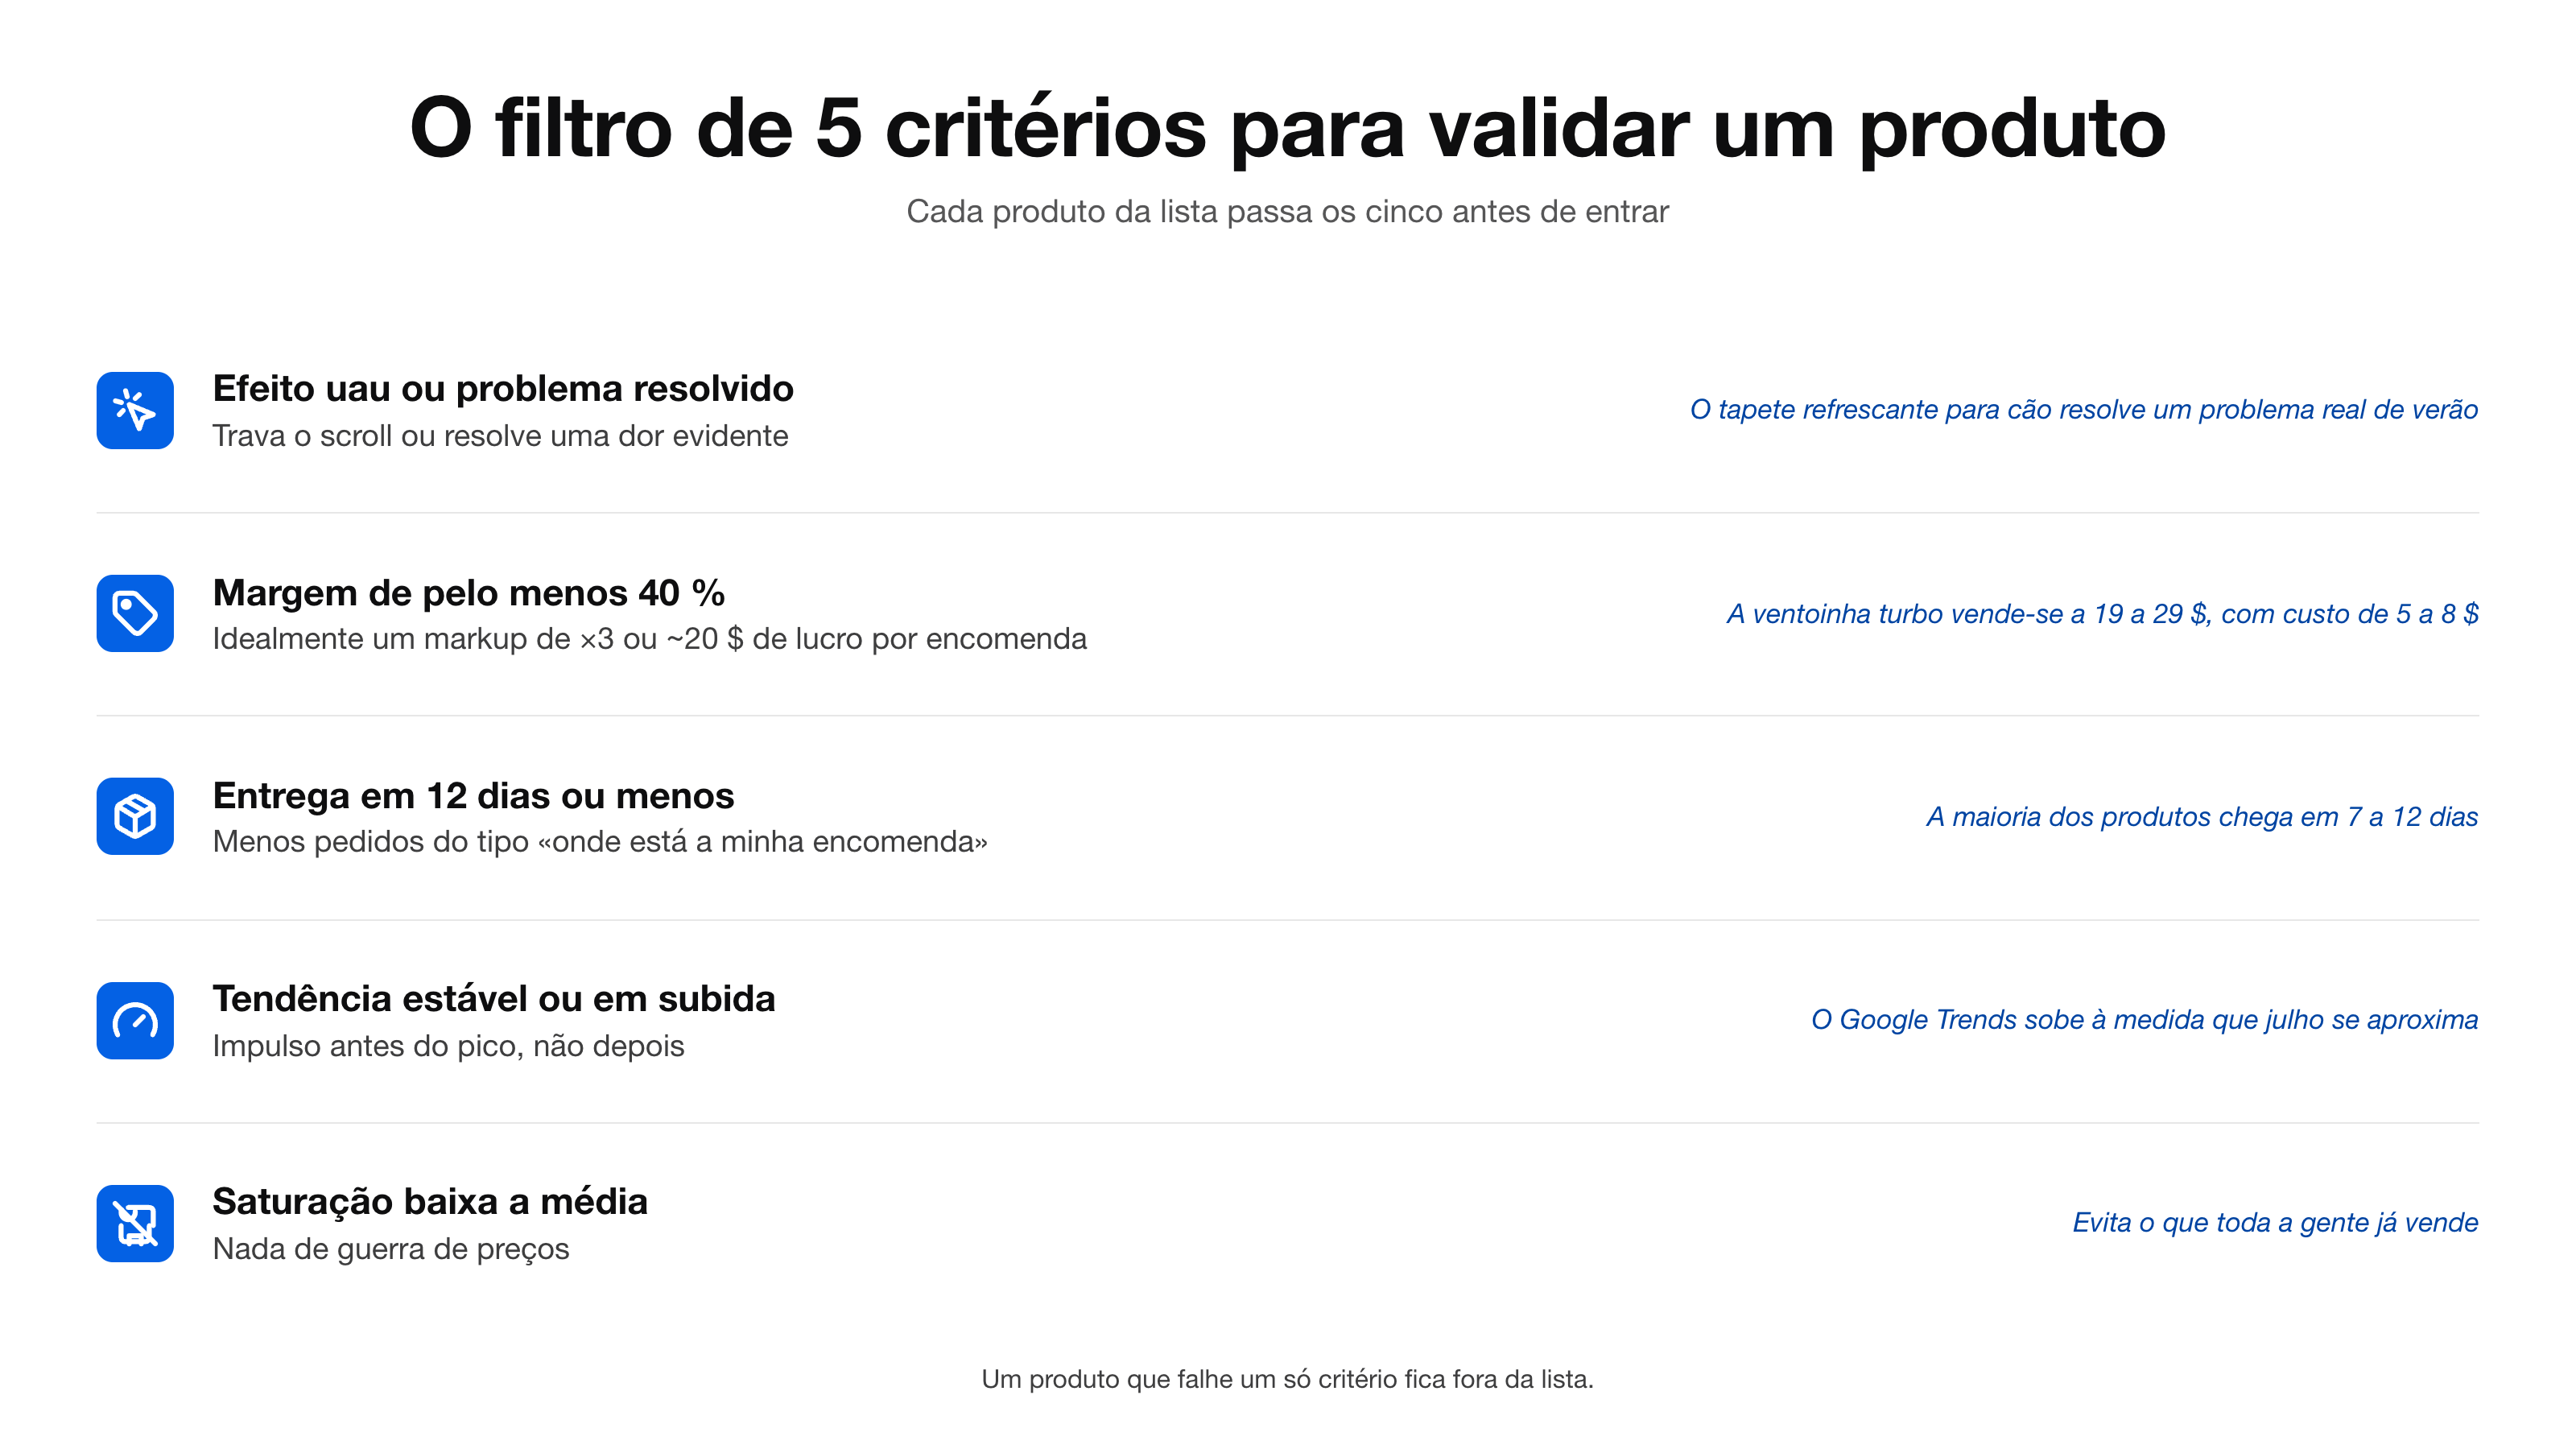 O filtro de 5 critérios para validar um produto
Cada produto da lista passa os cinco antes de entrar
Efeito uau ou problema resolvido
Trava o scroll ou resolve uma dor evidente
O tapete refrescante para cão resolve um problema real de verão
Margem de pelo menos 40 %
Idealmente um markup de ×3 ou ~20 $ de lucro por encomenda
A ventoinha turbo vende-se a 19 a 29 $, com custo de 5 a 8 $
Entrega em 12 dias ou menos
Menos pedidos do tipo «onde está a minha encomenda»
A maioria dos produtos chega em 7 a 12 dias
Tendência estável ou em subida
Impulso antes do pico, não depois
O Google Trends sobe à medida que julho se aproxima
Saturação baixa a média
Nada de guerra de preços
Evita o que toda a gente já vende
Um produto que falhe um só critério fica fora da lista.